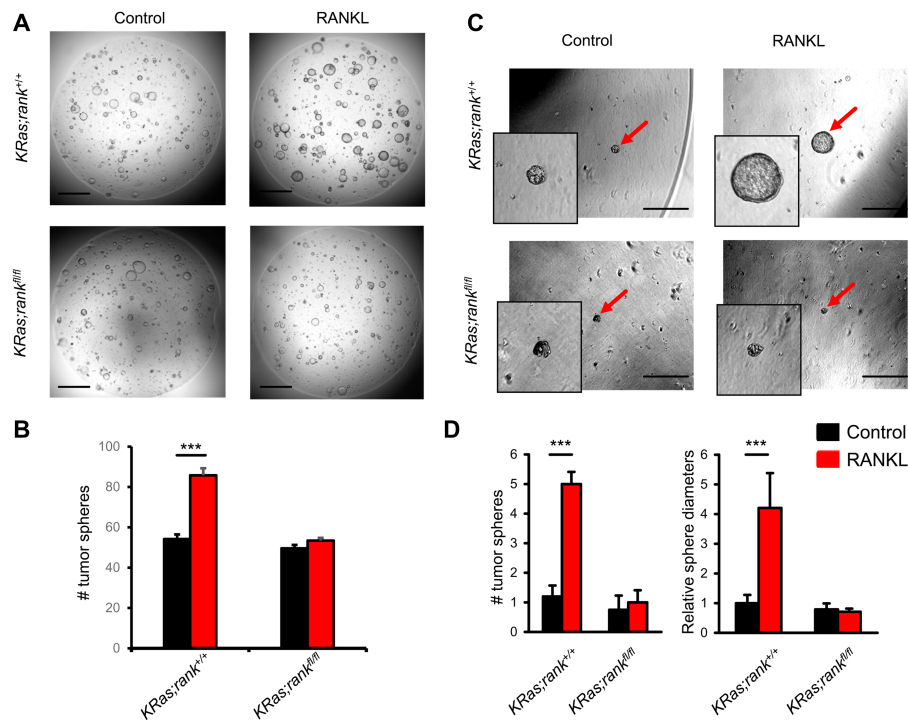 A
Control
RANKL
KRas;rank+/+
KRas;rankfl/fl
C
Control
RANKL
KRas;rank+/+
KRas;rankfl/fl
B
# tumor spheres
100
80
60
40
20
0
***
KRas;rank+/+
KRas;rankfl/fl
D
Control
RANKL
# tumor spheres
6
5
4
3
2
1
0
***
KRas;rank+/+
KRas;rankfl/fl
Relative sphere diameters
6
5
4
3
2
1
0
***
KRas;rank+/+
KRas;rankfl/fl